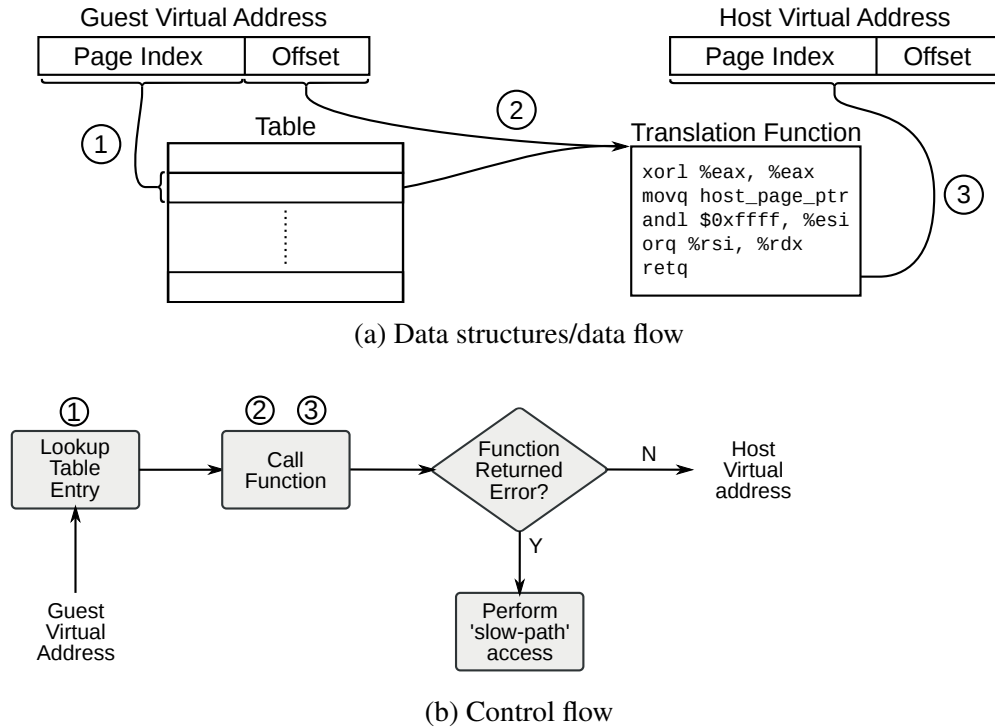 Guest Virtual Address
Host Virtual Address
Page Index
Offset
Page Index
Offset
1
2
Table
Translation Function
xorl %eax, %eax
movq host_page_ptr
andl $0xffff, %esi
orq %rsi, %rdx
retq
3
(a) Data structures/data flow
1
2
3
Lookup
Table
Entry
Call
Function
Function
Returned
Error?
N
Host
Virtual
address
Y
Guest
Virtual
Address
Perform
'slow-path'
access
(b) Control flow